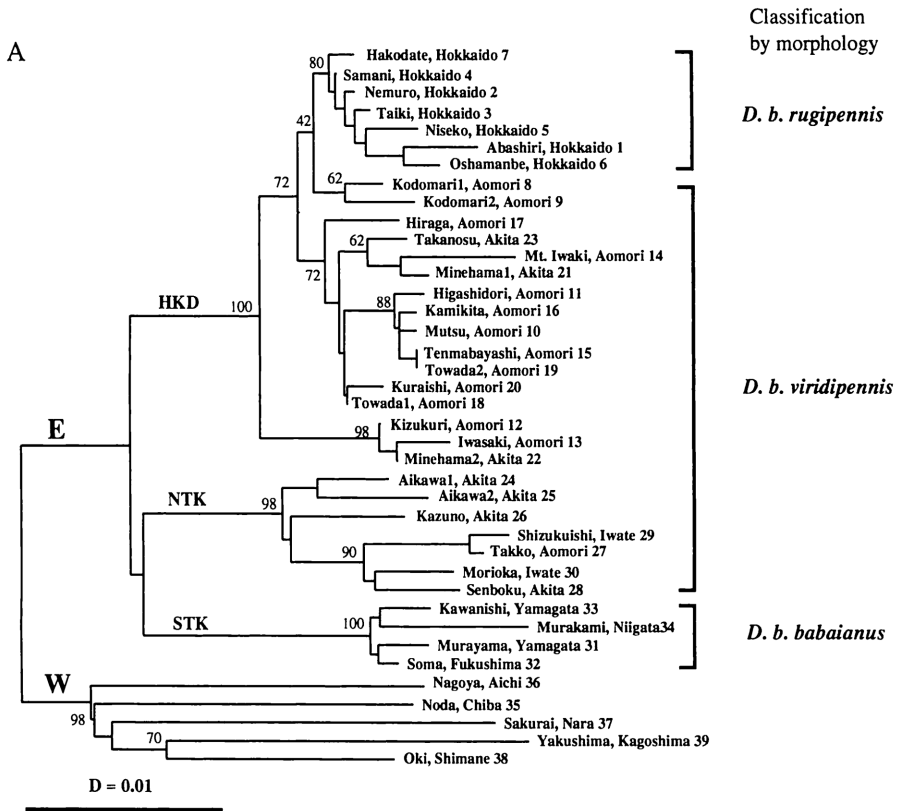 A
Classification
by morphology
Hakodate, Hokkaido 7
80
Samani, Hokkaido 4
Nemuro, Hokkaido 2
Taiki, Hokkaido 3
42
Niseko, Hokkaido 5
Abashiri, Hokkaido 1
Oshamanbe, Hokkaido 6
D. b. rugipennis
72
62
Kodomari1, Aomori 8
Kodomari2, Aomori 9
Hiraga, Aomori 17
62
Takanosu, Akita 23
Mt. Iwaki, Aomori 14
72
Minehama1, Akita 21
Higashidori, Aomori 11
88
Kamikita, Aomori 16
HKD
100
Mutsu, Aomori 10
Tenmabayashi, Aomori 15
Towada2, Aomori 19
Kuraishi, Aomori 20
Towada1, Aomori 18
D. b. viridipennis
Kizukuri, Aomori 12
98
Iwasaki, Aomori 13
E
Minehama2, Akita 22
Aikawa1, Akita 24
NTK
98
Aikawa2, Akita 25
Kazuno, Akita 26
Shizukuishi, Iwate 29
90
Takko, Aomori 27
Morioka, Iwate 30
Senboku, Akita 28
Kawanishi, Yamagata 33
STK
100
Murakami, Niigata34
Murayama, Yamagata 31
Soma, Fukushima 32
D. b. babaianus
W
Nagoya, Aichi 36
98
Noda, Chiba 35
Sakurai, Nara 37
70
Yakushima, Kagoshima 39
Oki, Shimane 38
D = 0.01